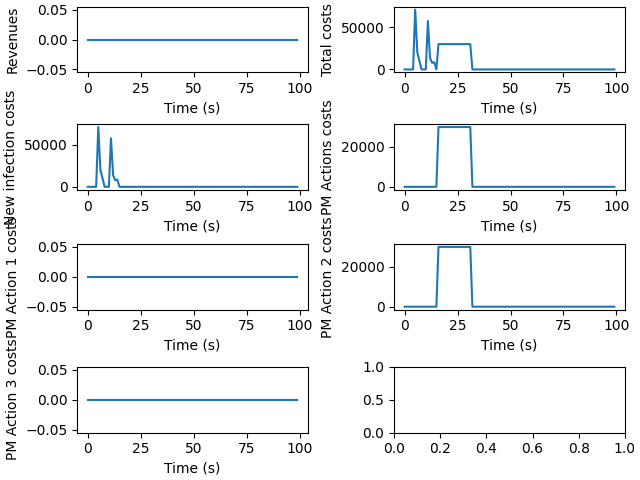 Revenues
0.05
0.00
−0.05
0 25 50 75 100
Time (s)
Total costs
50000
0
0 25 50 75 100
Time (s)
New infection costs
50000
0
0 25 50 75 100
Time (s)
PM Actions costs
20000
0
0 25 50 75 100
Time (s)
PM Action 1 costs
0.05
0.00
−0.05
0 25 50 75 100
Time (s)
PM Action 2 costs
20000
0
0 25 50 75 100
Time (s)
PM Action 3 costs
0.05
0.00
−0.05
0 25 50 75 100
Time (s)
1.0
0.5
0.0
0.0 0.2 0.4 0.6 0.8 1.0